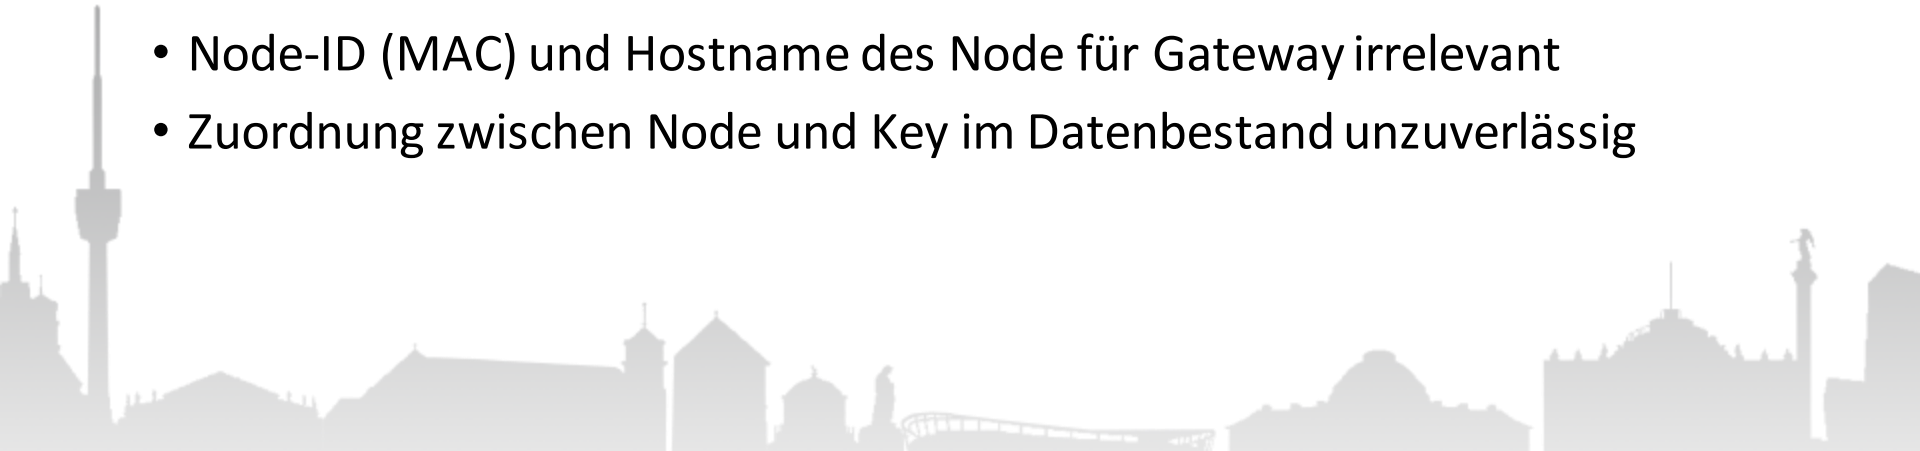 • Node-ID (MAC) und Hostname des Node für Gateway irrelevant
• Zuordnung zwischen Node und Key im Datenbestand unzuverlässig